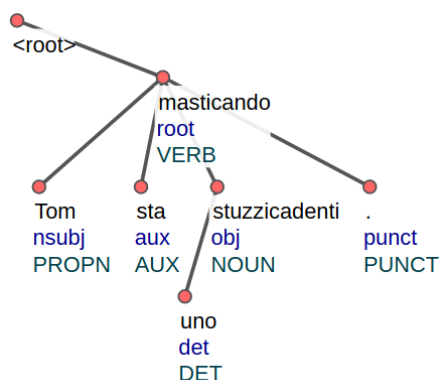 <root>
masticando
root
VERB
Tom sta stuzzicadenti .
nsubj aux obj punct
PROPN AUX NOUN PUNCT
uno
det
DET